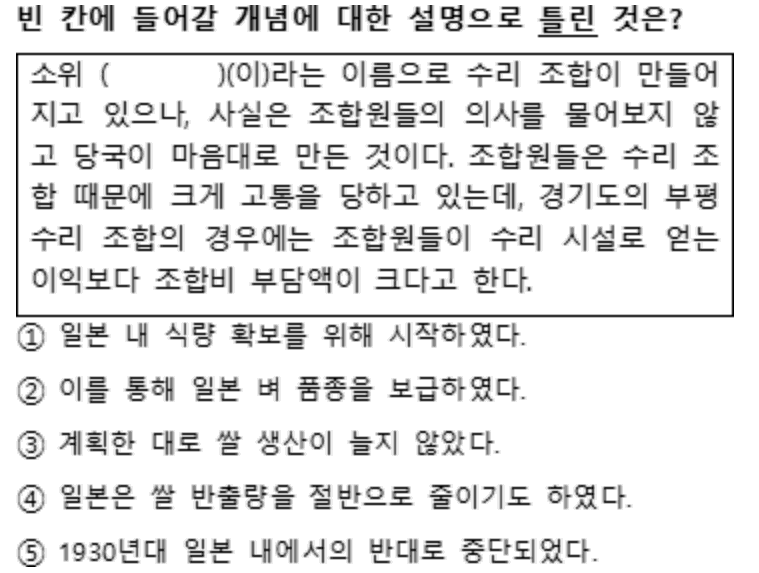 빈 칸에 들어갈 개념에 대한 설명으로 틀린 것은?
소위 (          )(이)라는 이름으로 수리 조합이 만들어
지고 있으나, 사실은 조합원들의 의사를 물어보지 않
고 당국이 마음대로 만든 것이다. 조합원들은 수리 조
합 때문에 크게 고통을 당하고 있는데, 경기도의 부평
수리 조합의 경우에는 조합원들이 수리 시설로 얻는
이익보다 조합비 부담액이 크다고 한다.
① 일본 내 식량 확보를 위해 시작하였다.
② 이를 통해 일본 벼 품종을 보급하였다.
③ 계획한 대로 쌀 생산이 늘지 않았다.
④ 일본은 쌀 반출량을 절반으로 줄이기도 하였다.
⑤ 1930년대 일본 내에서의 반대로 중단되었다.